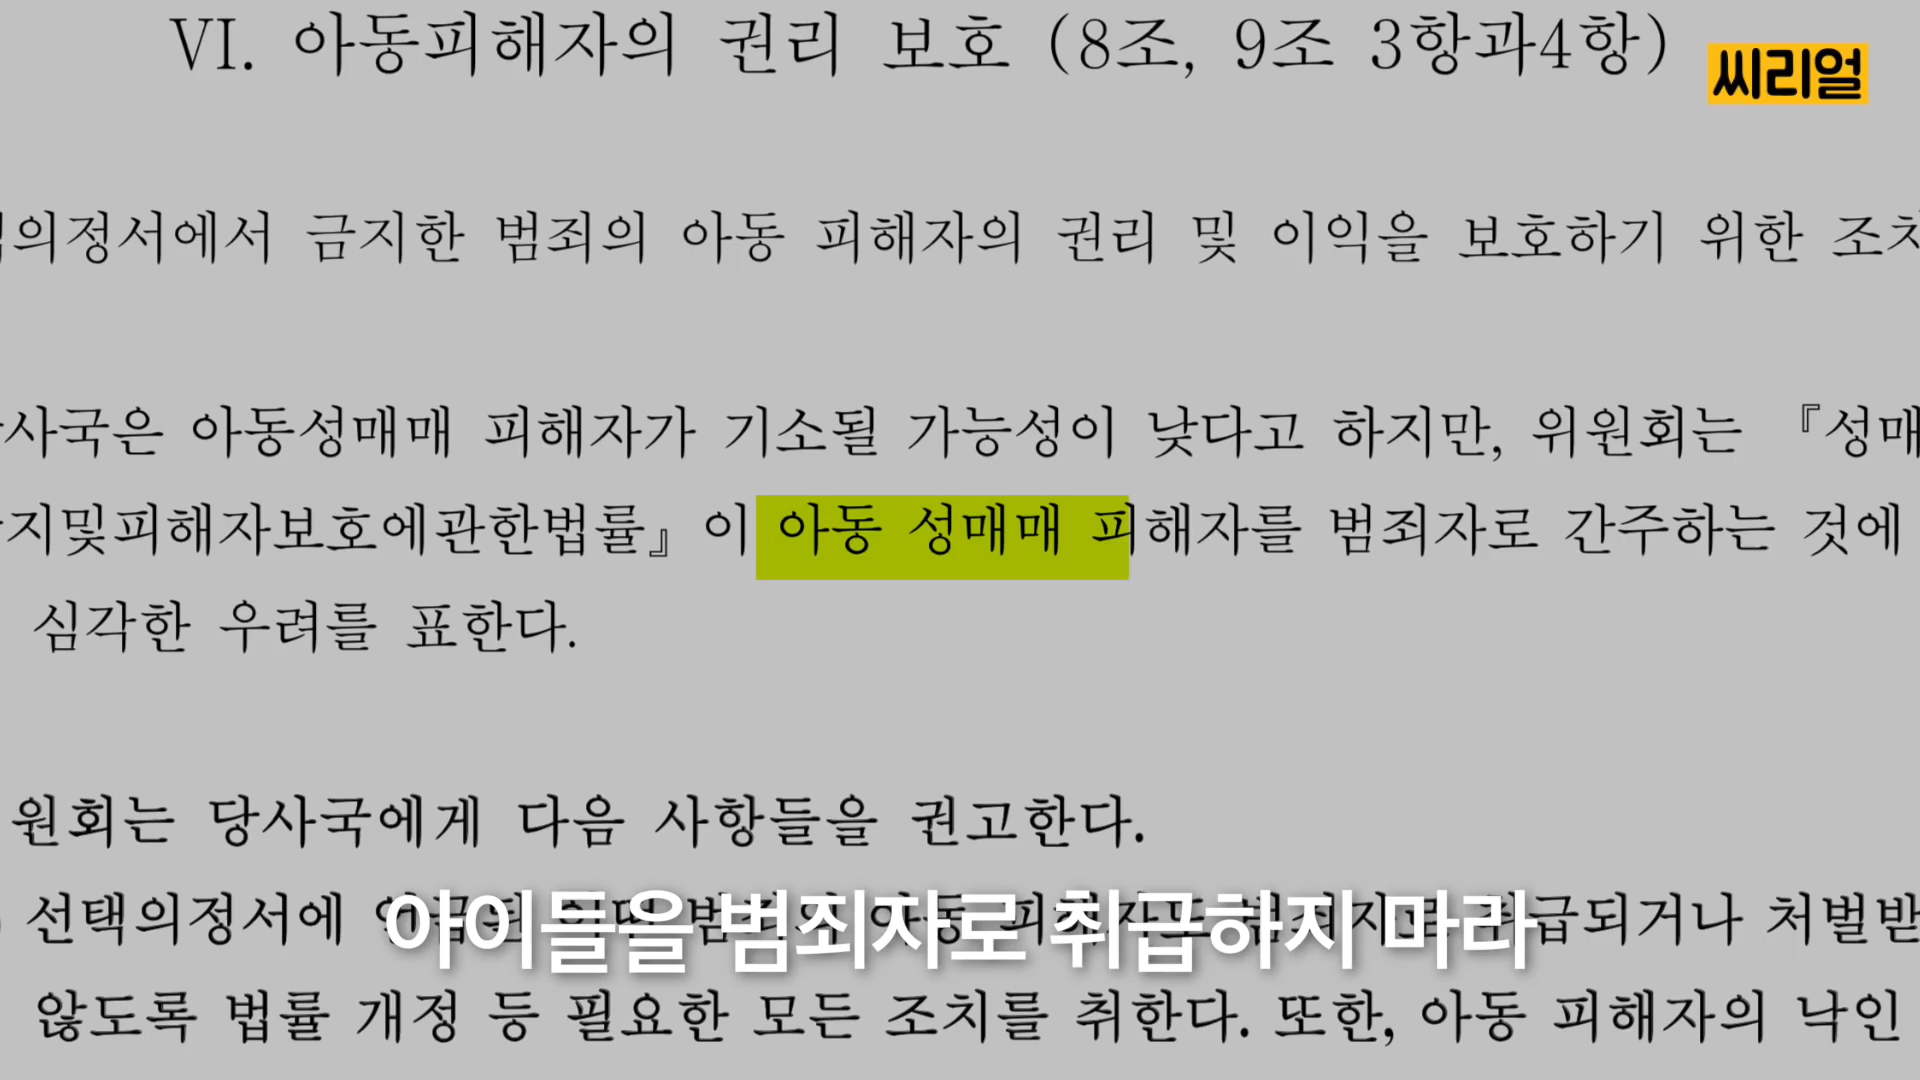 VI. 아동피해자의 권리 보호 (8조, 9조 3항과4항)
씨리얼
의정서에서 금지한 범죄의 아동 피해자의 권리 및 이익을 보호하기 위한 조치
사국은 아동성매매 피해자가 기소될 가능성이 낮다고 하지만, 위원회는 『성매
지및피해자보호에관한법률』이 아동 성매매 피해자를 범죄자로 간주하는 것에
심각한 우려를 표한다.
원회는 당사국에게 다음 사항들을 권고한다.
선택의정서에 취급되거나 처벌받
아이들을 범죄자로 취급하지 마라
않도록 법률 개정 등 필요한 모든 조치를 취한다. 또한, 아동 피해자의 낙인